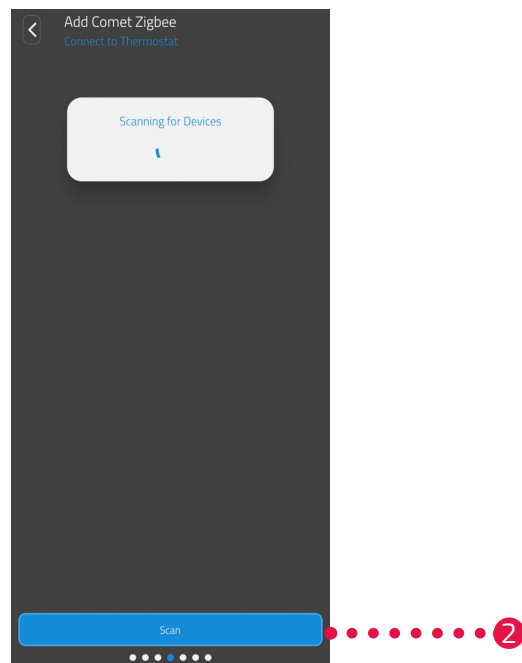 Add Comet Zigbee
Connect to Thermostat
Scanning for Devices
Scan
2